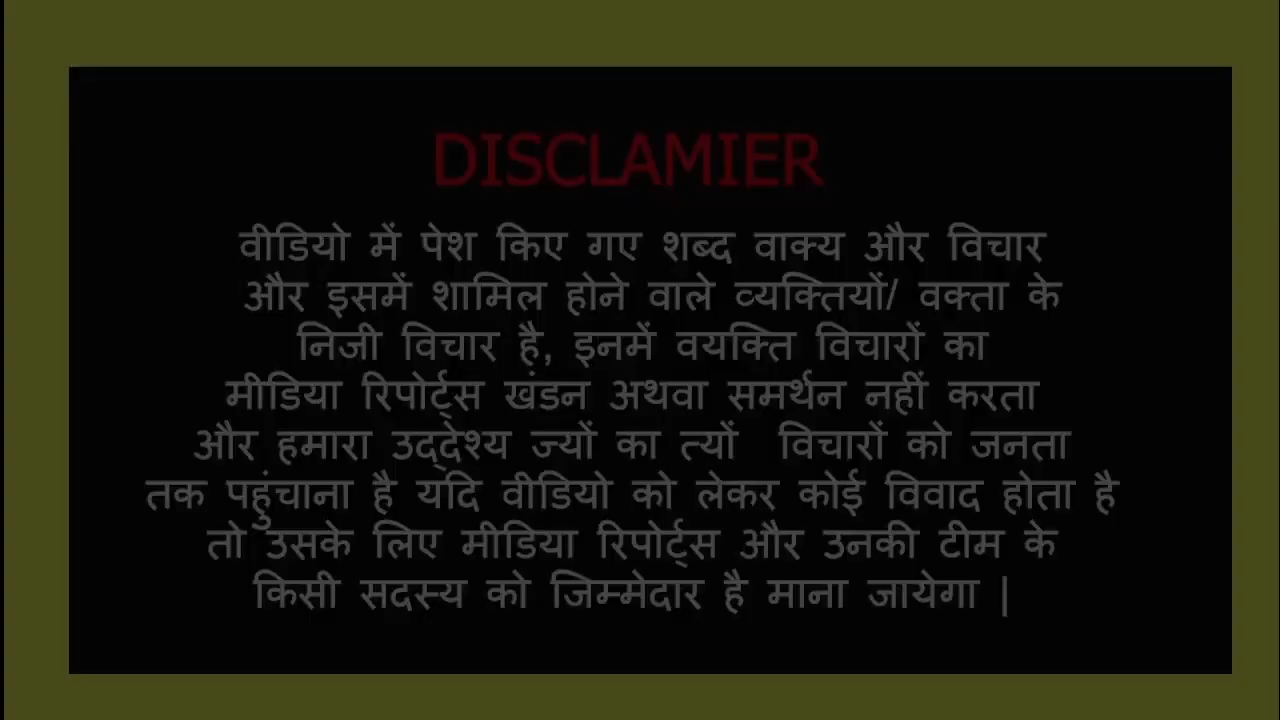 DISCLAMIER
वीडियो में पेश किए गए शब्द वाक्य और विचार
और इसमें शामिल होने वाले व्यक्तियों/ वक्ता के
निजी विचार है, इनमें वयक्ति विचारों का
मीडिया रिपोर्ट्स खंडन अथवा समर्थन नहीं करता
और हमारा उद्देश्य ज्यों का त्यों विचारों को जनता
तक पहुंचाना है यदि वीडियो को लेकर कोई विवाद होता है
तो उसके लिए मीडिया रिपोर्ट्स और उनकी टीम के
किसी सदस्य को जिम्मेदार है माना जायेगा |